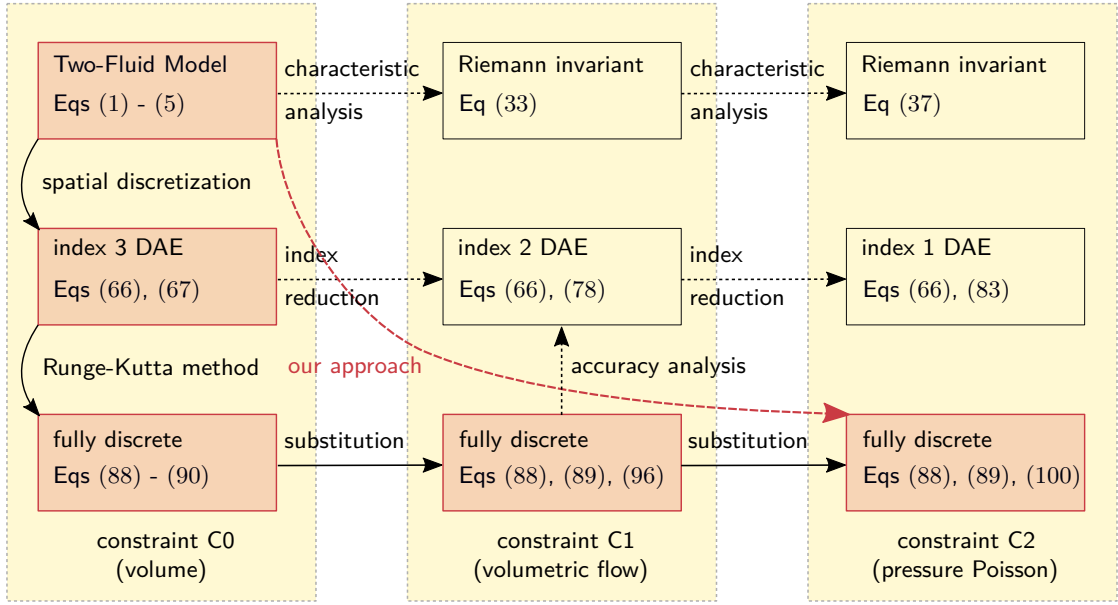 Two-Fluid Model
Eqs (1) - (5)
characteristic
analysis
Riemann invariant
Eq (33)
characteristic
analysis
Riemann invariant
Eq (37)
spatial discretization
index 3 DAE
Eqs (66), (67)
index
reduction
index 2 DAE
Eqs (66), (78)
index
reduction
index 1 DAE
Eqs (66), (83)
Runge-Kutta method
our approach
accuracy analysis
fully discrete
Eqs (88) - (90)
substitution
fully discrete
Eqs (88), (89), (96)
substitution
fully discrete
Eqs (88), (89), (100)
constraint C0
(volume)
constraint C1
(volumetric flow)
constraint C2
(pressure Poisson)